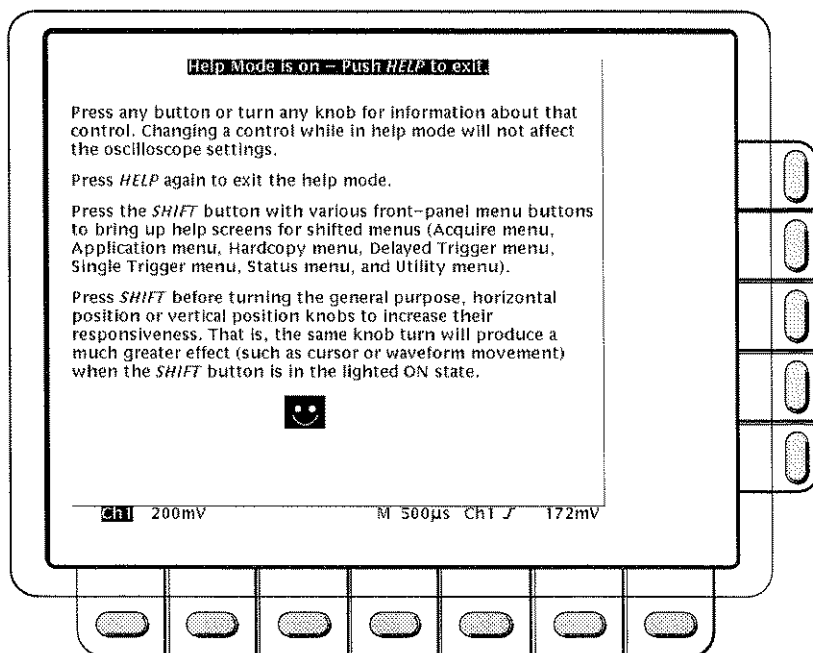 Help Mode is on – Push HELP to exit.
Press any button or turn any knob for information about that
control. Changing a control while in help mode will not affect
the oscilloscope settings.
Press HELP again to exit the help mode.
Press the SHIFT button with various front-panel menu buttons
to bring up help screens for shifted menus (Acquire menu,
Application menu, Hardcopy menu, Delayed Trigger menu,
Single Trigger menu, Status menu, and Utility menu).
Press SHIFT before turning the general purpose, horizontal
position or vertical position knobs to increase their
responsiveness. That is, the same knob turn will produce a
much greater effect (such as cursor or waveform movement)
when the SHIFT button is in the lighted ON state.
Ch1 200mV M 500µs Ch1 172mV